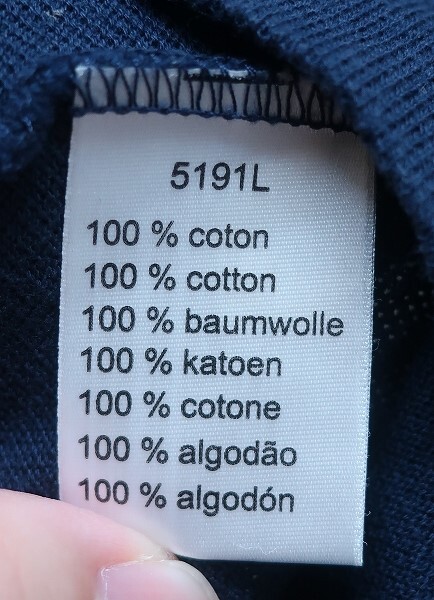 5191L
100 % coton
100 % cotton
100 % baumwolle
100 % katoen
100 % cotone
100 % algodão
100 % algodón